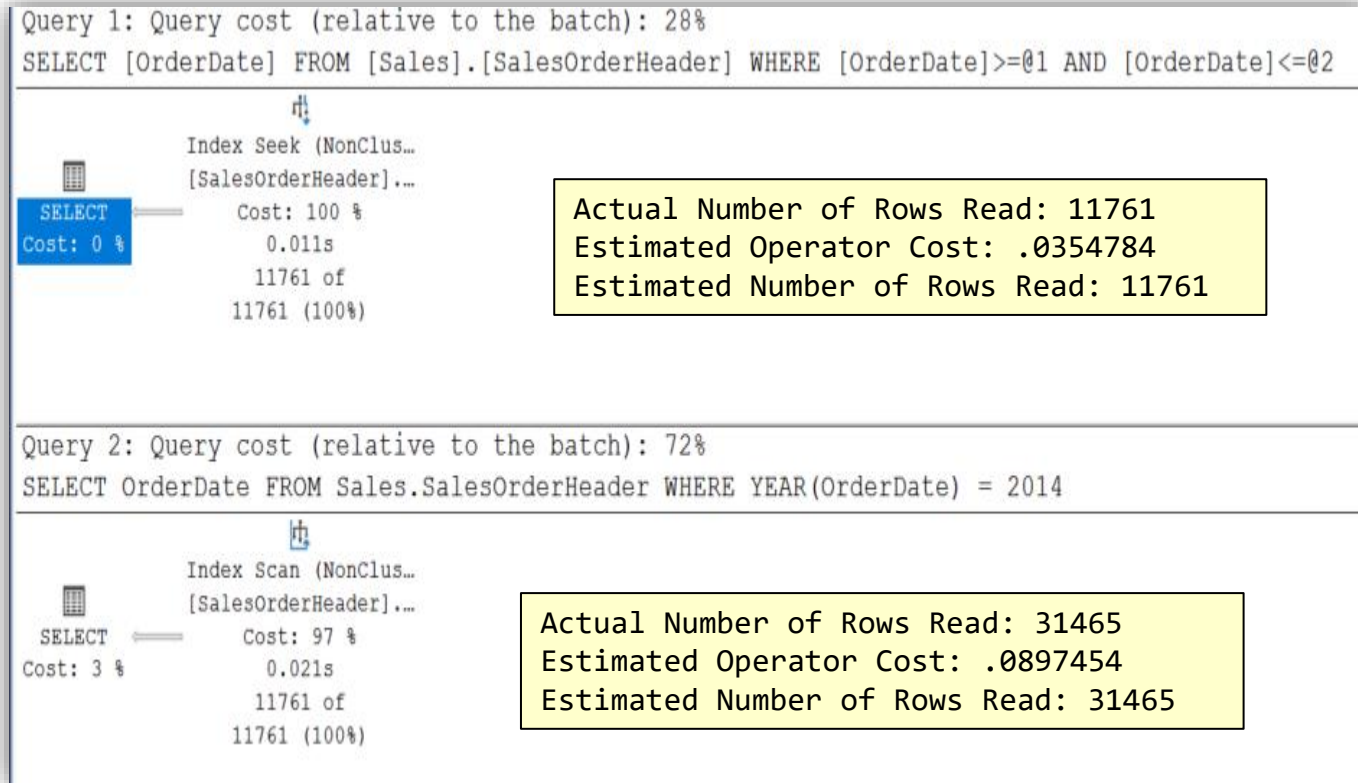 Query 1: Query cost (relative to the batch): 28%
SELECT [OrderDate] FROM [Sales].[SalesOrderHeader] WHERE [OrderDate]>=@1 AND [OrderDate]<=@2
Index Seek (NonClus…
[SalesOrderHeader].…
SELECT
Cost: 0 %
Cost: 100 %
0.011s
11761 of
11761 (100%)
Actual Number of Rows Read: 11761
Estimated Operator Cost: .0354784
Estimated Number of Rows Read: 11761
Query 2: Query cost (relative to the batch): 72%
SELECT OrderDate FROM Sales.SalesOrderHeader WHERE YEAR(OrderDate) = 2014
Index Scan (NonClus…
[SalesOrderHeader].…
SELECT
Cost: 3 %
Cost: 97 %
0.021s
11761 of
11761 (100%)
Actual Number of Rows Read: 31465
Estimated Operator Cost: .0897454
Estimated Number of Rows Read: 31465